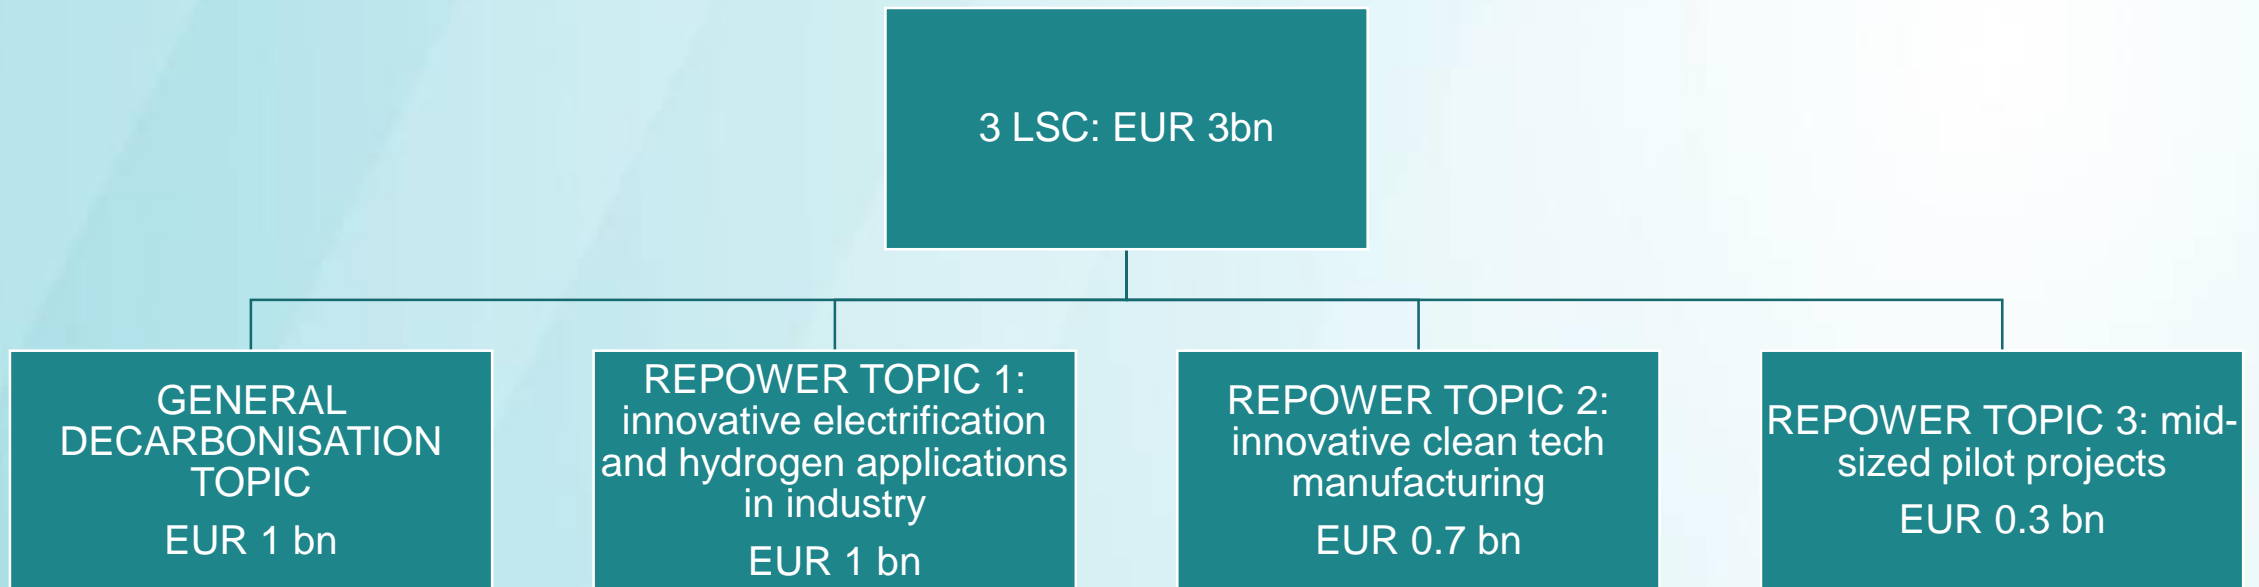 3 LSC: EUR 3bn
GENERAL
DECARBONISATION
TOPIC
EUR 1 bn
REPOWER TOPIC 1:
innovative electrification
and hydrogen applications
in industry
EUR 1 bn
REPOWER TOPIC 2:
innovative clean tech
manufacturing
EUR 0.7 bn
REPOWER TOPIC 3: mid-
sized pilot projects
EUR 0.3 bn